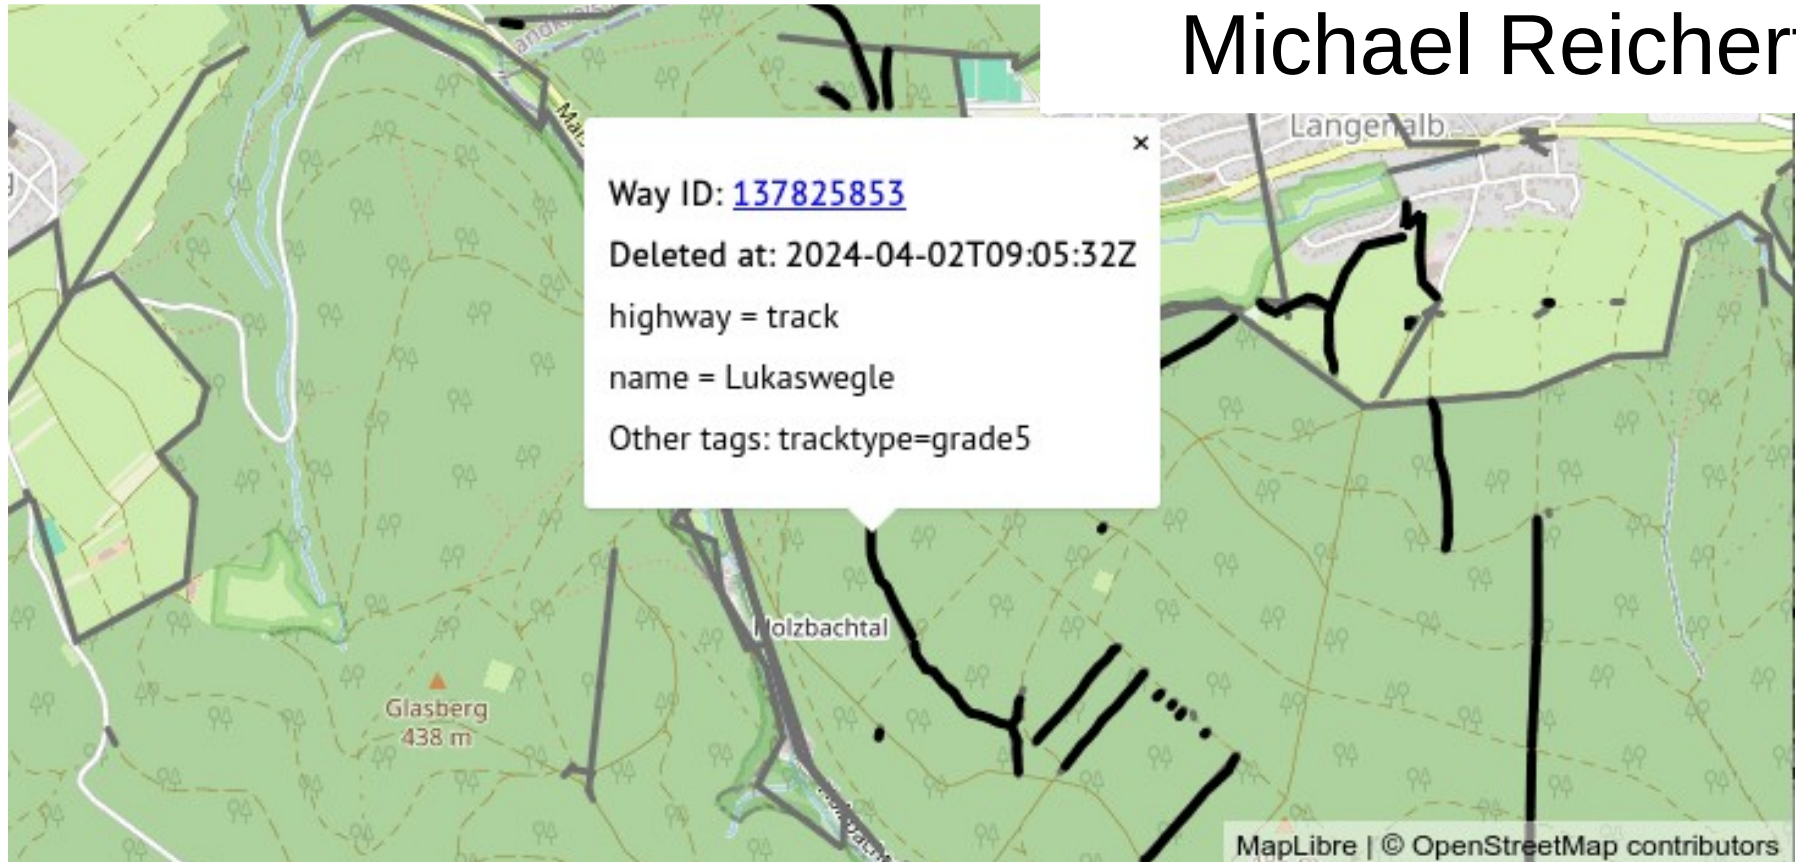 Michael Reicher
Langenalb
×
Way ID: 137825853
Deleted at: 2024-04-02T09:05:32Z
highway = track
name = Lukaswegle
Other tags: tracktype=grade5
Holzbachtal
Glasberg
438 m
MapLibre | © OpenStreetMap contributors